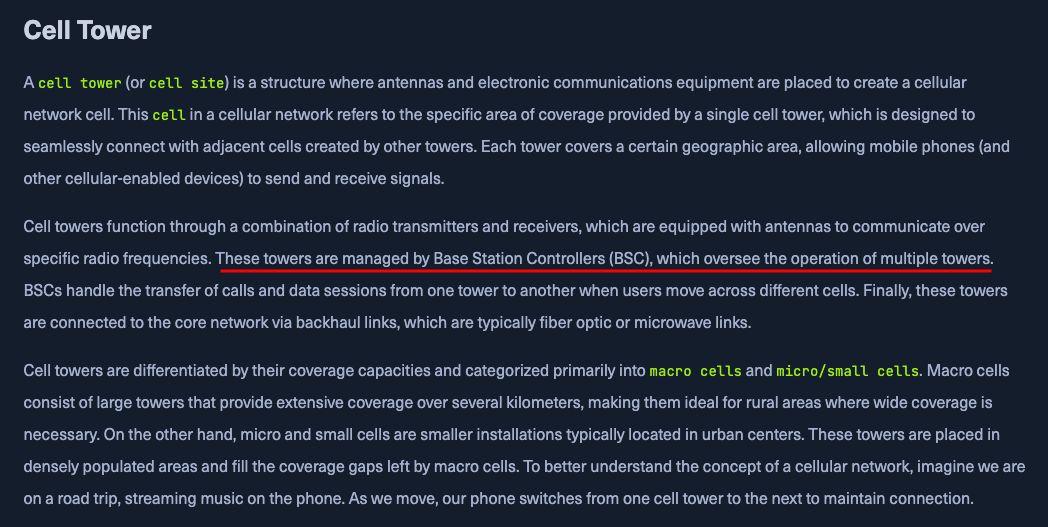 Cell Tower
A cell tower (or cell site) is a structure where antennas and electronic communications equipment are placed to create a cellular
network cell. This cell in a cellular network refers to the specific area of coverage provided by a single cell tower, which is designed to
seamlessly connect with adjacent cells created by other towers. Each tower covers a certain geographic area, allowing mobile phones (and
other cellular-enabled devices) to send and receive signals.
Cell towers function through a combination of radio transmitters and receivers, which are equipped with antennas to communicate over
specific radio frequencies. These towers are managed by Base Station Controllers (BSC), which oversee the operation of multiple towers.
BSCs handle the transfer of calls and data sessions from one tower to another when users move across different cells. Finally, these towers
are connected to the core network via backhaul links, which are typically fiber optic or microwave links.
Cell towers are differentiated by their coverage capacities and categorized primarily into macro cells and micro/small cells. Macro cells
consist of large towers that provide extensive coverage over several kilometers, making them ideal for rural areas where wide coverage is
necessary. On the other hand, micro and small cells are smaller installations typically located in urban centers. These towers are placed in
densely populated areas and fill the coverage gaps left by macro cells. To better understand the concept of a cellular network, imagine we are
on a road trip, streaming music on the phone. As we move, our phone switches from one cell tower to the next to maintain connection.